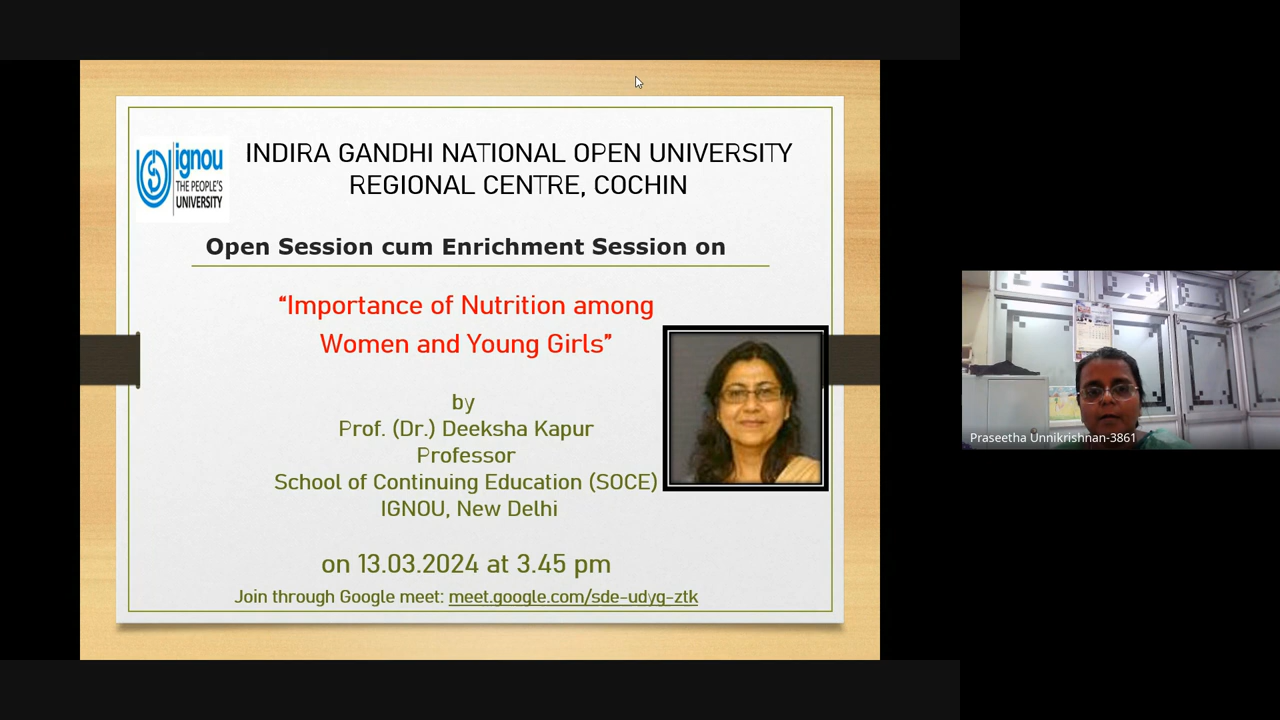 ignou
THE PEOPLE'S
UNIVERSITY
INDIRA GANDHI NATIONAL OPEN UNIVERSITY
REGIONAL CENTRE, COCHIN
Open Session cum Enrichment Session on
“Importance of Nutrition among
Women and Young Girls”
by
Prof. (Dr.) Deeksha Kapur
Professor
School of Continuing Education (SOCE)
IGNOU, New Delhi
on 13.03.2024 at 3.45 pm
Join through Google meet: meet.google.com/sde-udyg-ztk
Praseetha Unnikrishnan-3861